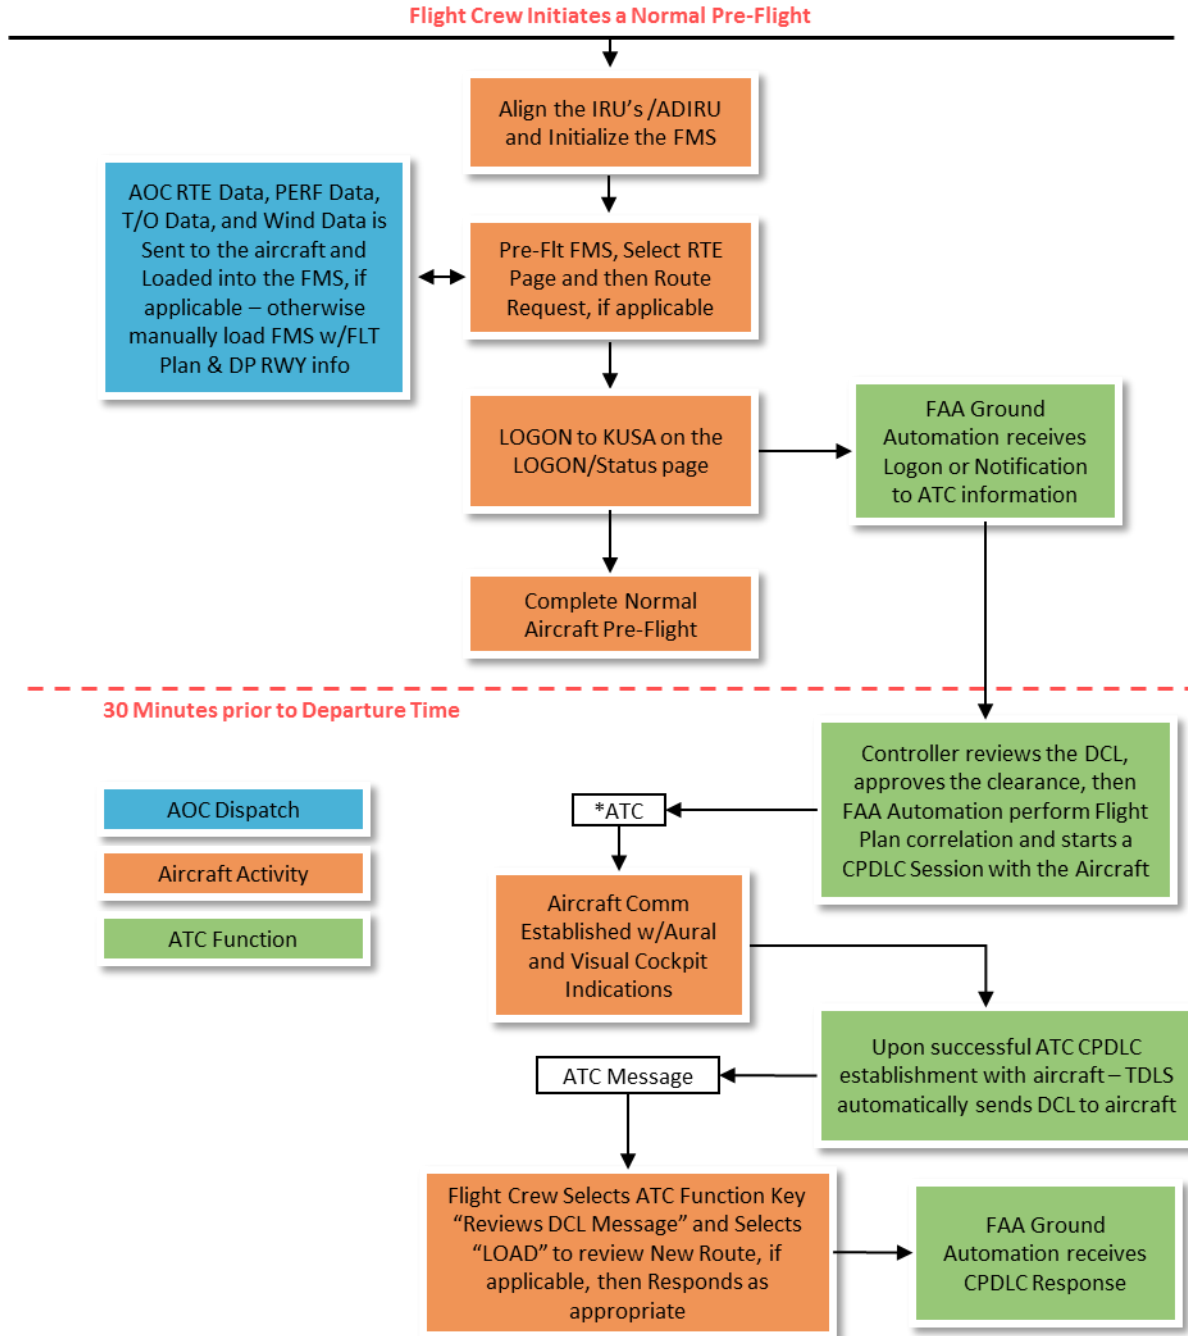 Flight Crew Initiates a Normal Pre-Flight
Align the IRU's /ADIRU
and Initialize the FMS
AOC RTE Data, PERF Data,
T/O Data, and Wind Data is
Sent to the aircraft and
Loaded into the FMS, if
applicable – otherwise
manually load FMS w/FLT
Plan & DP RWY info
Pre-Flt FMS, Select RTE
Page and then Route
Request, if applicable
LOGON to KUSA on the
LOGON/Status page
FAA Ground
Automation receives
Logon or Notification
to ATC information
Complete Normal
Aircraft Pre-Flight
30 Minutes prior to Departure Time
Controller reviews the DCL,
approves the clearance, then
FAA Automation perform Flight
Plan correlation and starts a
CPDLC Session with the Aircraft
*ATC
AOC Dispatch
Aircraft Activity
ATC Function
Aircraft Comm
Established w/Aural
and Visual Cockpit
Indications
Upon successful ATC CPDLC
establishment with aircraft – TDLS
automatically sends DCL to aircraft
ATC Message
Flight Crew Selects ATC Function Key
“Reviews DCL Message” and Selects
“LOAD” to review New Route, if
applicable, then Responds as
appropriate
FAA Ground
Automation receives
CPDLC Response